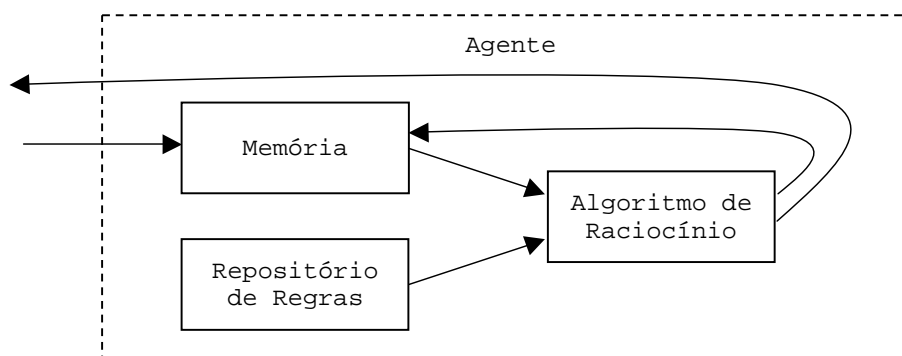 Agente
Memória
Algoritmo de
Raciocínio
Repositório
de Regras